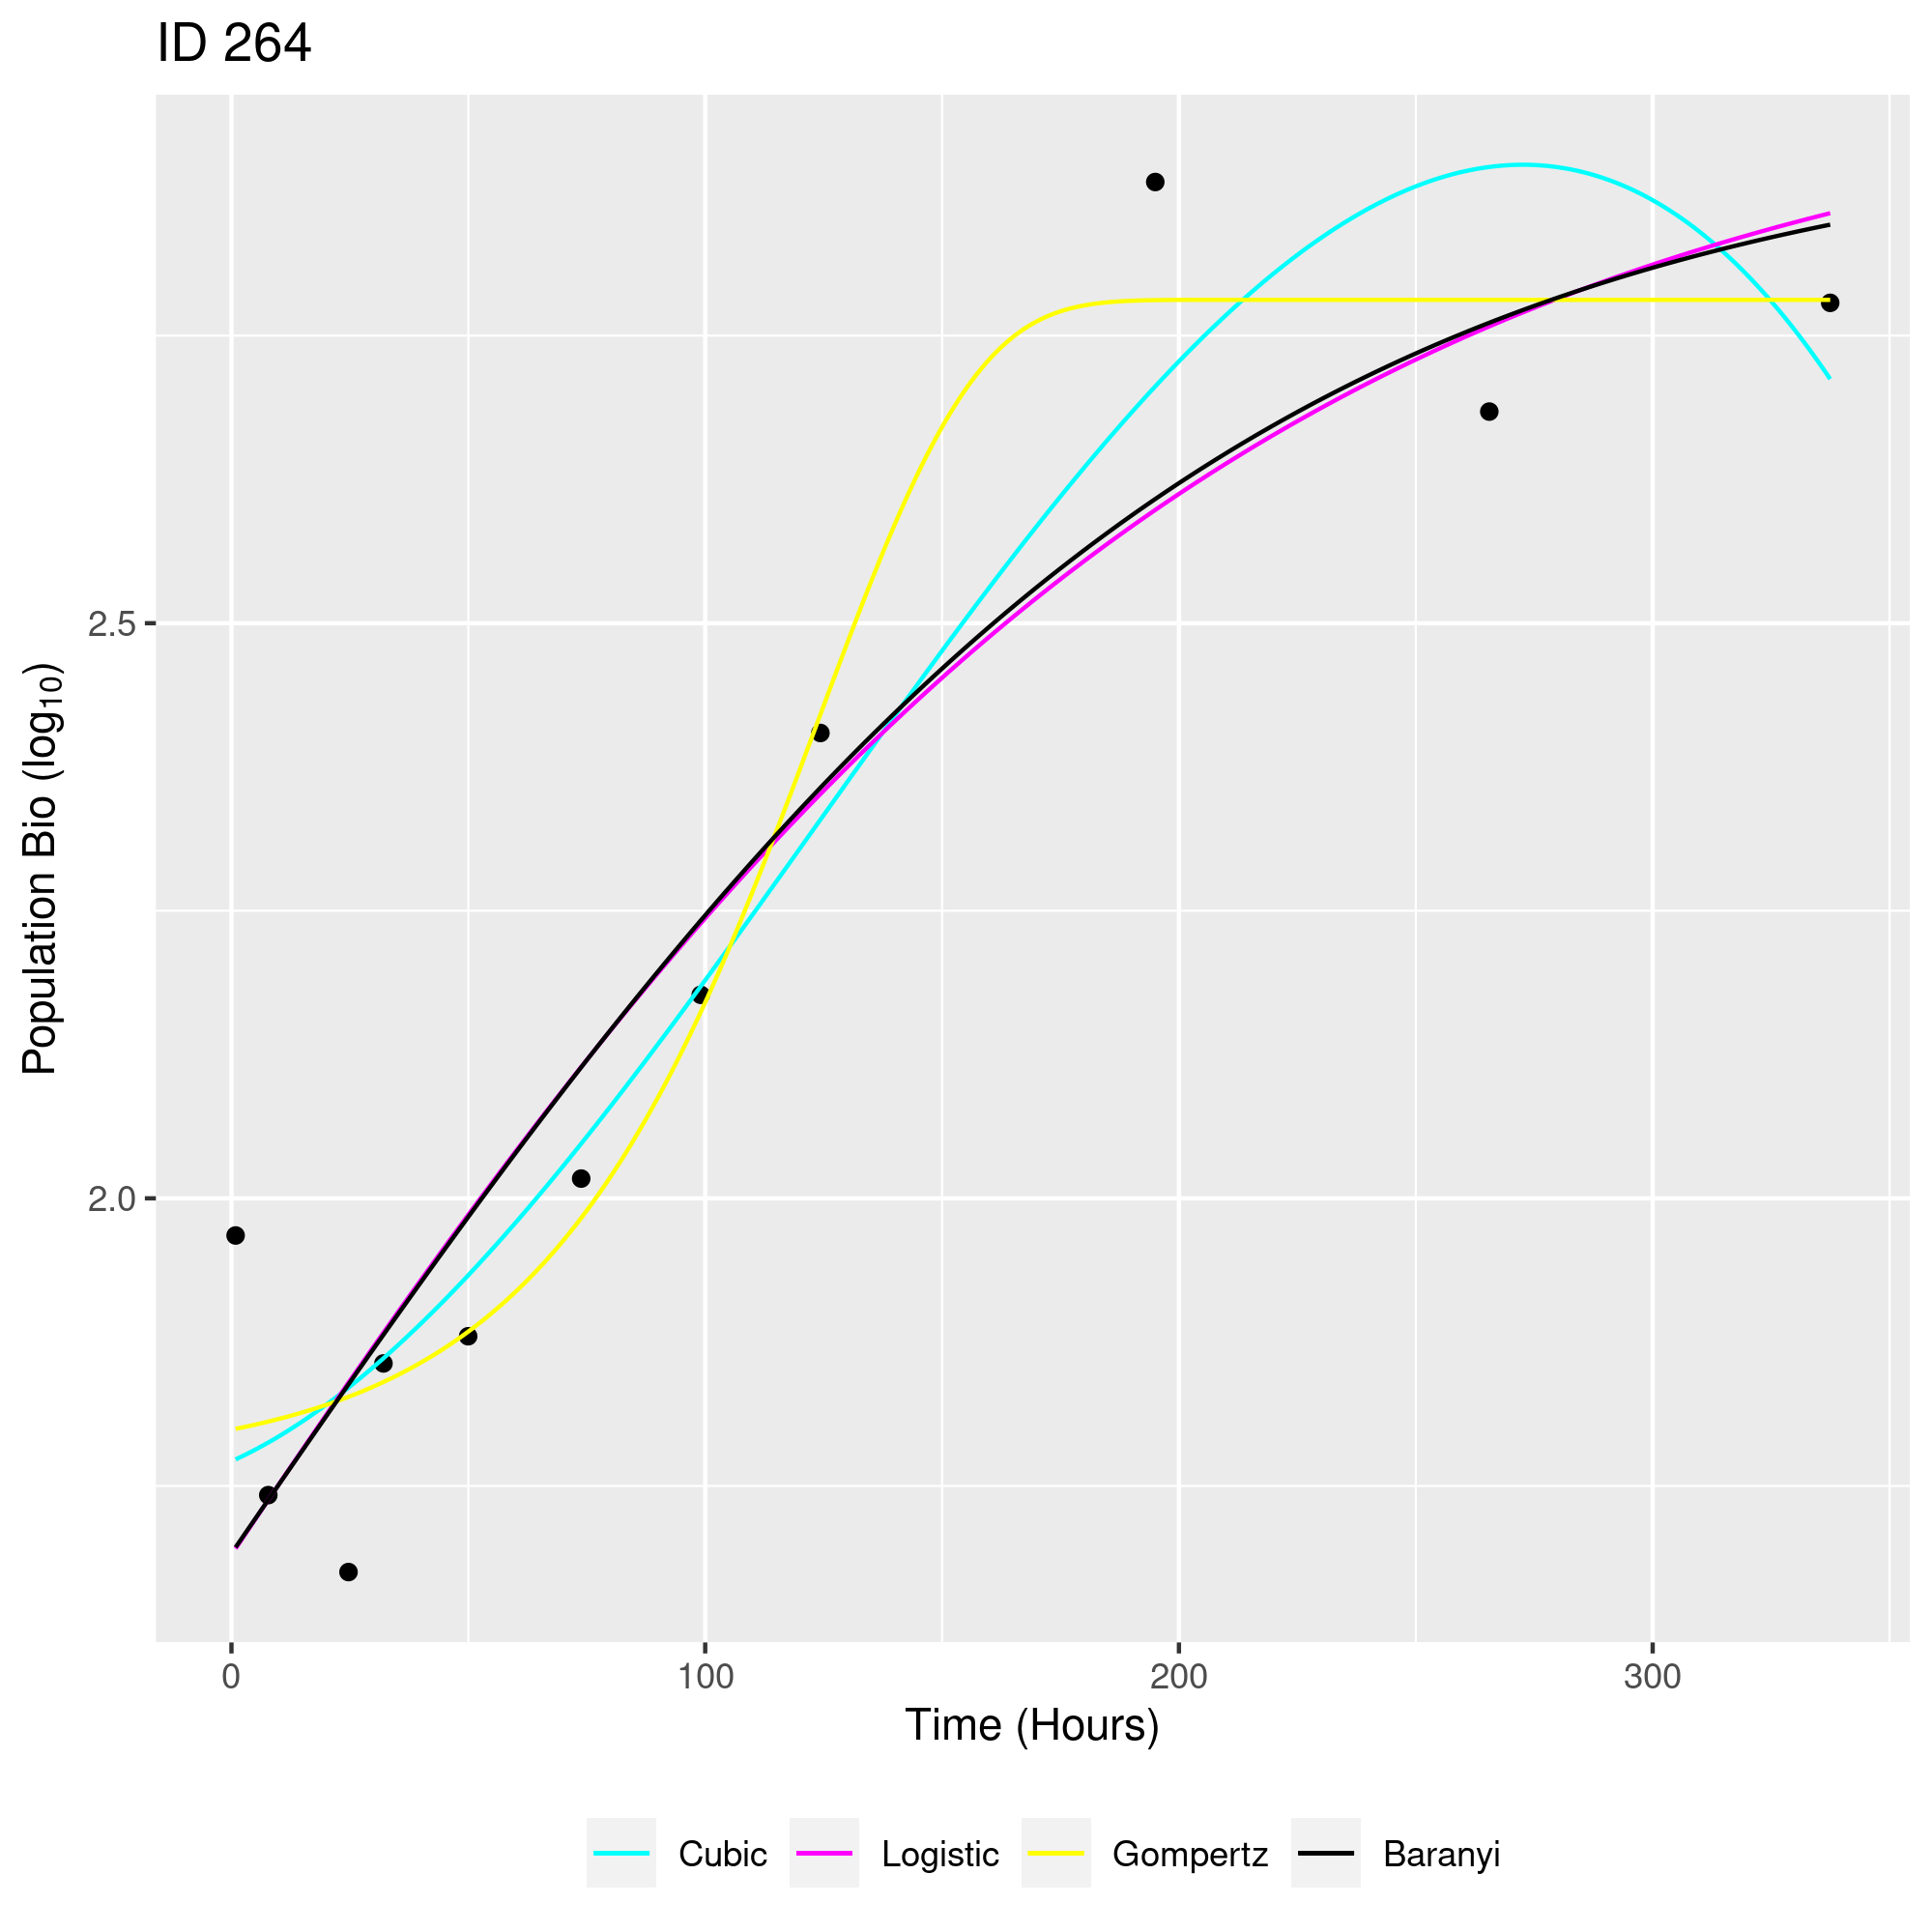 ID 264
Population Bio (log₁₀)
2.5
2.0
0 100 200 300
Time (Hours)
Cubic Logistic Gompertz Baranyi